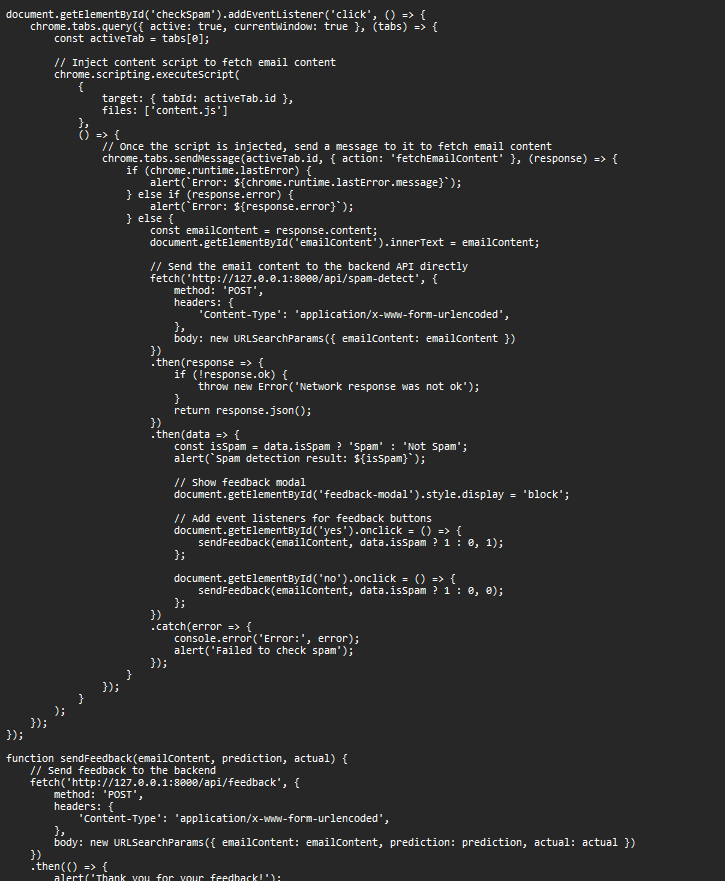 document.getElementById('checkSpam').addEventListener('click', () => {
    chrome.tabs.query({ active: true, currentWindow: true }, (tabs) => {
        const activeTab = tabs[0];

        // Inject content script to fetch email content
        chrome.scripting.executeScript(
            {
                target: { tabId: activeTab.id },
                files: ['content.js']
            },
            () => {
                // Once the script is injected, send a message to it to fetch email content
                chrome.tabs.sendMessage(activeTab.id, { action: 'fetchEmailContent' }, (response) => {
                    if (chrome.runtime.lastError) {
                        alert(`Error: ${chrome.runtime.lastError.message}`);
                    } else if (response.error) {
                        alert(`Error: ${response.error}`);
                    } else {
                        const emailContent = response.content;
                        document.getElementById('emailContent').innerText = emailContent;

                        // Send the email content to the backend API directly
                        fetch('http://127.0.0.1:8000/api/spam-detect', {
                            method: 'POST',
                            headers: {
                                'Content-Type': 'application/x-www-form-urlencoded',
                            },
                            body: new URLSearchParams({ emailContent: emailContent })
                        })
                        .then(response => {
                            if (!response.ok) {
                                throw new Error('Network response was not ok');
                            }
                            return response.json();
                        })
                        .then(data => {
                            const isSpam = data.isSpam ? 'Spam' : 'Not Spam';
                            alert(`Spam detection result: ${isSpam}`);

                            // Show feedback modal
                            document.getElementById('feedback-modal').style.display = 'block';

                            // Add event listeners for feedback buttons
                            document.getElementById('yes').onclick = () => {
                                sendFeedback(emailContent, data.isSpam ? 1 : 0, 1);
                            };

                            document.getElementById('no').onclick = () => {
                                sendFeedback(emailContent, data.isSpam ? 1 : 0, 0);
                            };
                        })
                        .catch(error => {
                            console.error('Error:', error);
                            alert('Failed to check spam');
                        });
                    }
                });
            }
        );
    });
});

function sendFeedback(emailContent, prediction, actual) {
    // Send feedback to the backend
    fetch('http://127.0.0.1:8000/api/feedback', {
        method: 'POST',
        headers: {
            'Content-Type': 'application/x-www-form-urlencoded',
        },
        body: new URLSearchParams({ emailContent: emailContent, prediction: prediction, actual: actual })
    })
    .then(() => {
        alert('Thank you for your feedback!');